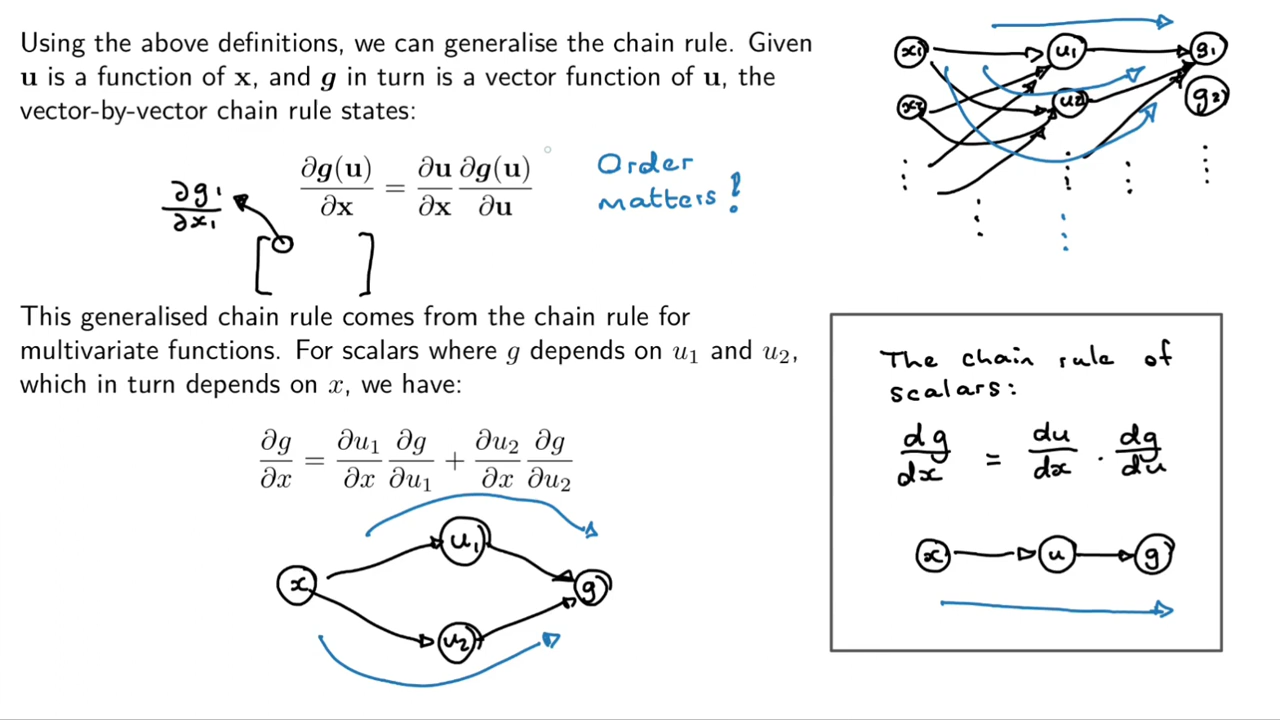 Using the above definitions, we can generalise the chain rule. Given
u is a function of x, and g in turn is a vector function of u, the
vector-by-vector chain rule states:
∂g(u)/∂x = ∂u/∂x ∂g(u)/∂u
Order
matters!
∂g₁/∂x₁
[ ]
This generalised chain rule comes from the chain rule for
multivariate functions. For scalars where g depends on u₁ and u₂,
which in turn depends on x, we have:
∂g/∂x = ∂u₁/∂x ∂g/∂u₁ + ∂u₂/∂x ∂g/∂u₂
x u₁ u₂ g
x₁ u₁ g₁
x₂ u₂ g₂
The chain rule of
scalars:
dg/dx = du/dx · dg/du
x u g